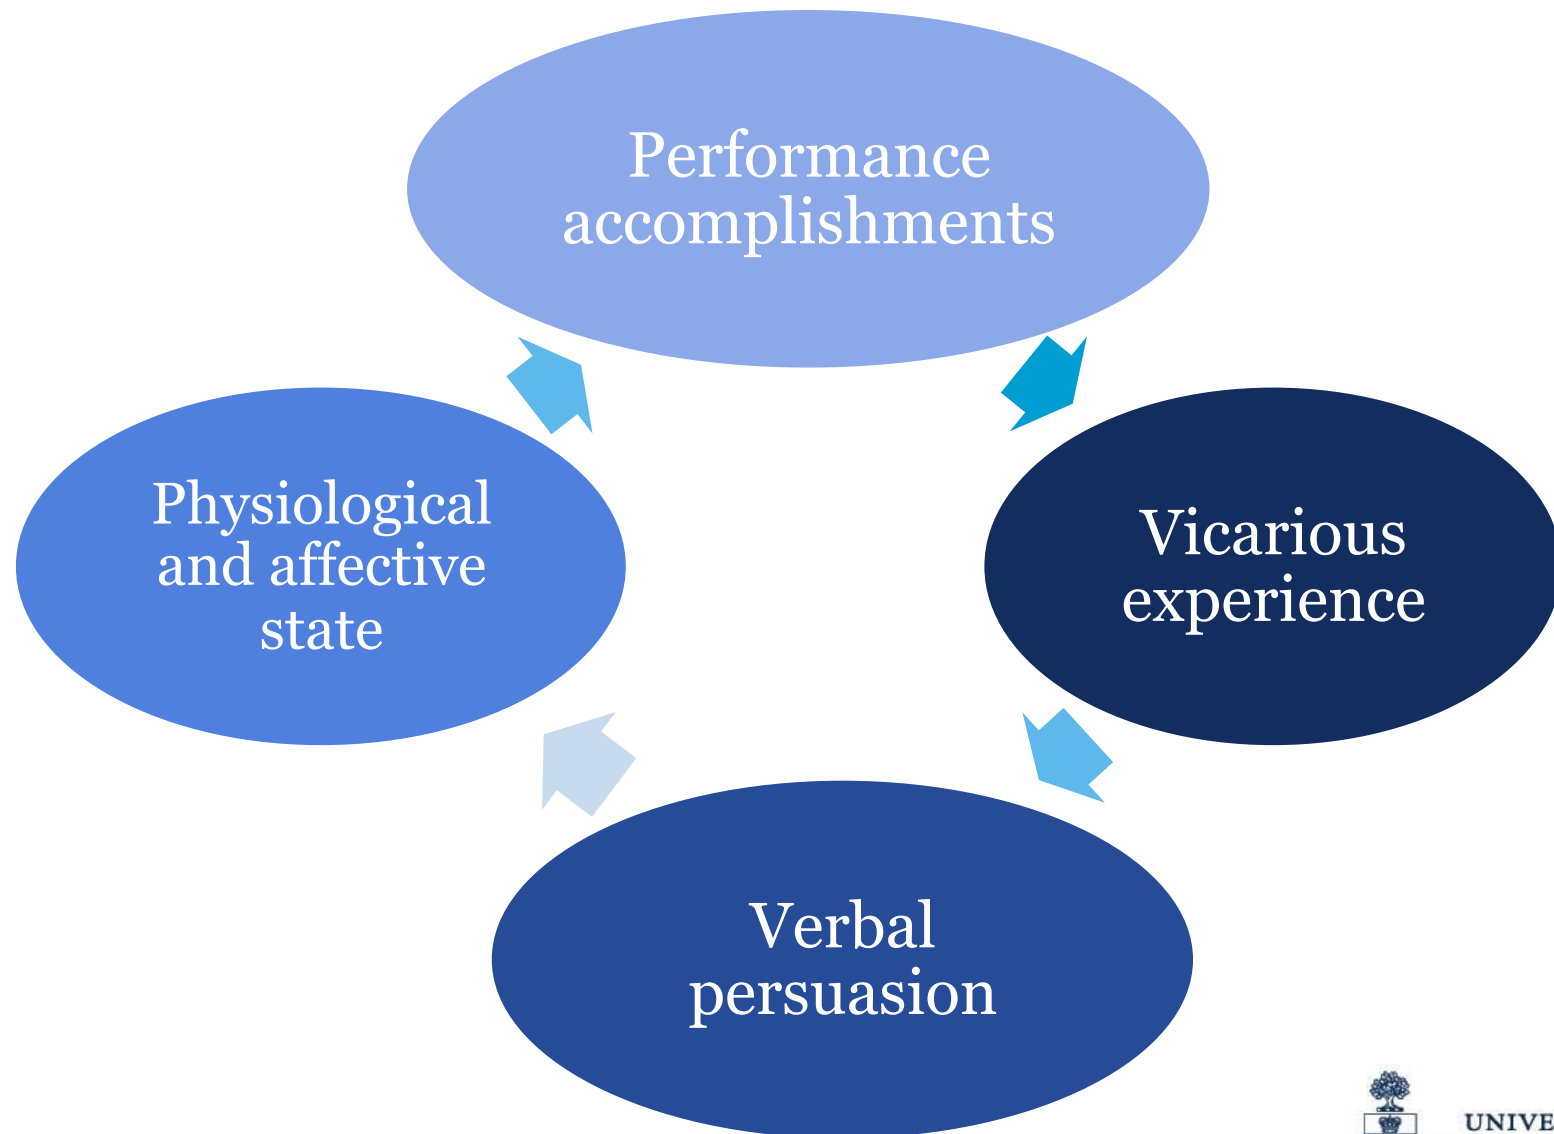 Performance
accomplishments
Vicarious
experience
Verbal
persuasion
Physiological
and affective
state
UNIVE